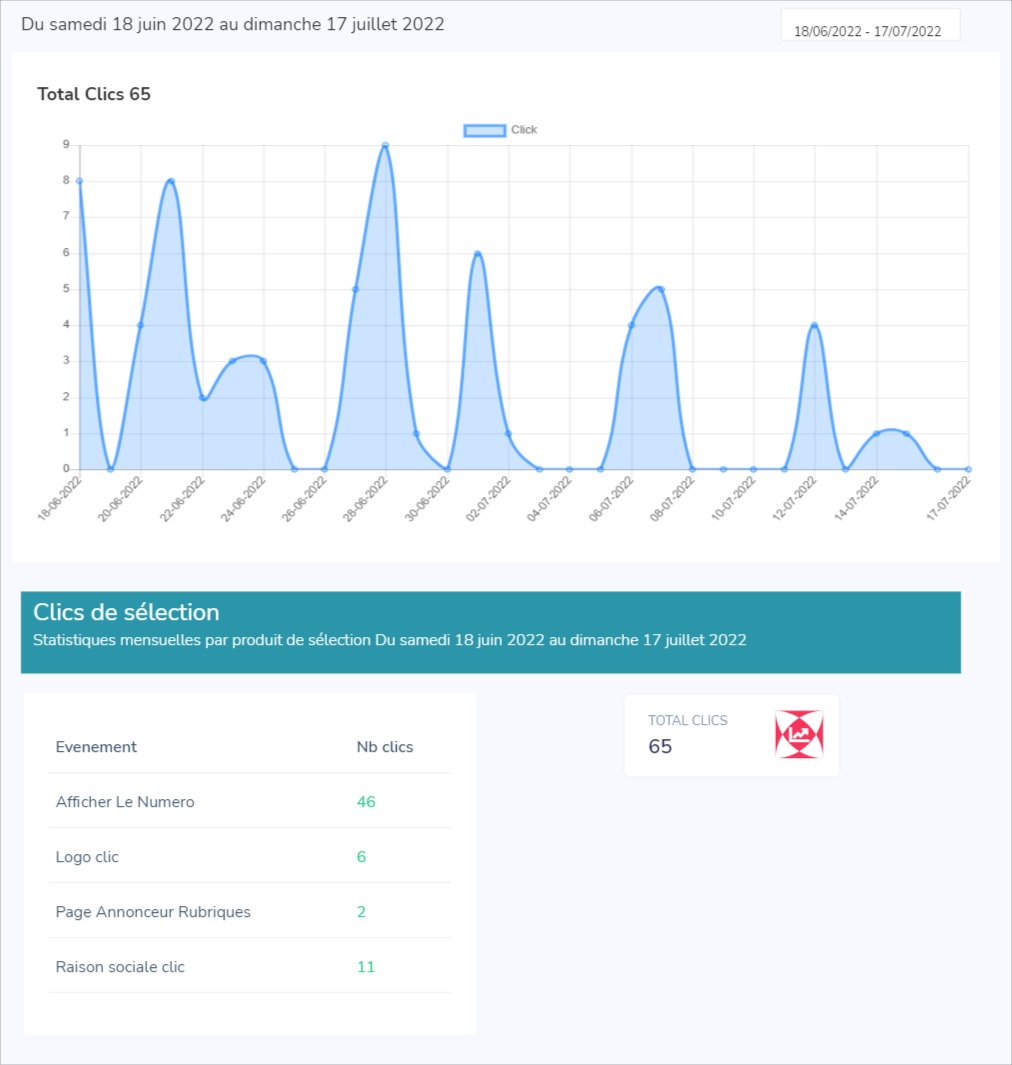 Du samedi 18 juin 2022 au dimanche 17 juillet 2022
18/06/2022 - 17/07/2022
Total Clics 65
Click
9
8
7
6
5
4
3
2
1
0
18-06-2022
20-06-2022
22-06-2022
24-06-2022
26-06-2022
28-06-2022
30-06-2022
02-07-2022
04-07-2022
06-07-2022
08-07-2022
10-07-2022
12-07-2022
14-07-2022
17-07-2022
Clics de sélection
Statistiques mensuelles par produit de sélection Du samedi 18 juin 2022 au dimanche 17 juillet 2022
TOTAL CLICS
65
Evenement Nb clics
Afficher Le Numero 46
Logo clic 6
Page Annonceur Rubriques 2
Raison sociale clic 11